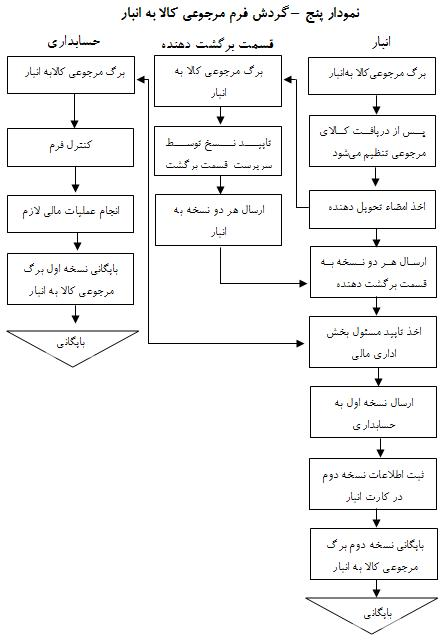 نمودار پنج – گردش فرم مرجوعی کالا به انبار
انبار
برگ مرجوعی کالا به‌انبار
پس از دریافت کالای
مرجوعی تنظیم می‌شود
اخذ امضاء تحویل دهنده
ارسال هر دو نسخه به
قسمت برگشت دهنده
اخذ تایید مسئول بخش
اداری مالی
ارسال نسخه اول به
حسابداری
ثبت اطلاعات نسخه دوم
در کارت انبار
بایگانی نسخه دوم برگ
مرجوعی کالا به انبار
بایگانی
قسمت برگشت دهنده
برگ مرجوعی کالا به
انبار
تایید نسخ توسط
سرپرست قسمت برگشت
ارسال هر دو نسخه به
انبار
حسابداری
برگ مرجوعی کالابه انبار
کنترل فرم
انجام عملیات مالی لازم
بایگانی نسخه اول برگ
مرجوعی کالا به انبار
بایگانی